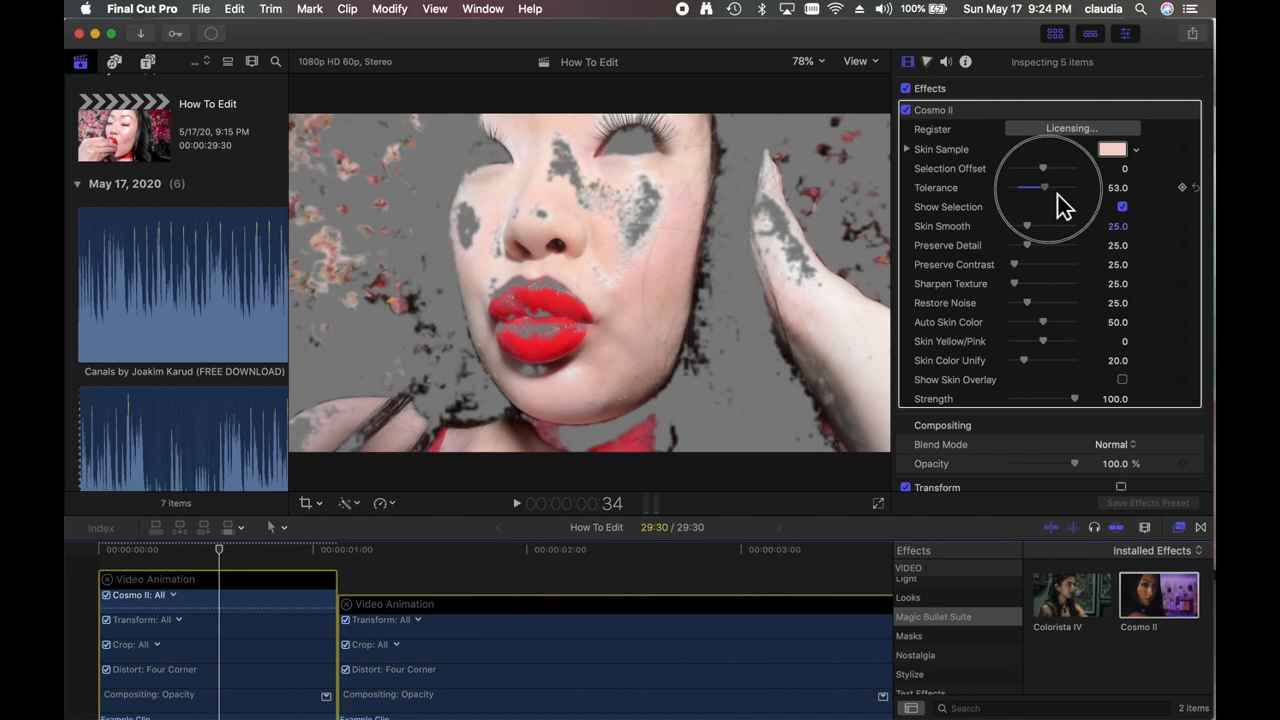 Final Cut Pro File Edit Trim Mark Clip Modify View Window Help 100% Sun May 17 9:24 PM claudia
1080p HD 60p, Stereo How To Edit 78% View Inspecting 5 items
How To Edit
5/17/20, 9:15 PM
00:00:29:30
May 17, 2020 (6)
Canals by Joakim Karud (FREE DOWNLOAD)
7 items
00:00:00:00 34
Effects
Cosmo II
Register Licensing...
Skin Sample
Selection Offset 0
Tolerance 53.0
Show Selection
Skin Smooth 25.0
Preserve Detail 25.0
Preserve Contrast 25.0
Sharpen Texture 25.0
Restore Noise 25.0
Auto Skin Color 50.0
Skin Yellow/Pink 0
Skin Color Unify 20.0
Show Skin Overlay
Strength 100.0
Compositing
Blend Mode Normal
Opacity 100.0 %
Transform
Save Effects Preset
Index How To Edit 29:30 / 29:30
00:00:00:00 00:00:01:00 00:00:02:00 00:00:03:00
Video Animation
Cosmo II: All
Transform: All
Crop: All
Distort: Four Corner
Compositing: Opacity
Example Clip
Video Animation
Transform: All
Crop: All
Distort: Four Corner
Compositing: Opacity
Example Clip
Effects Installed Effects
VIDEO
Light
Looks
Magic Bullet Suite
Masks
Nostalgia
Stylize
Text Effects
Colorista IV Cosmo II
Search 2 items